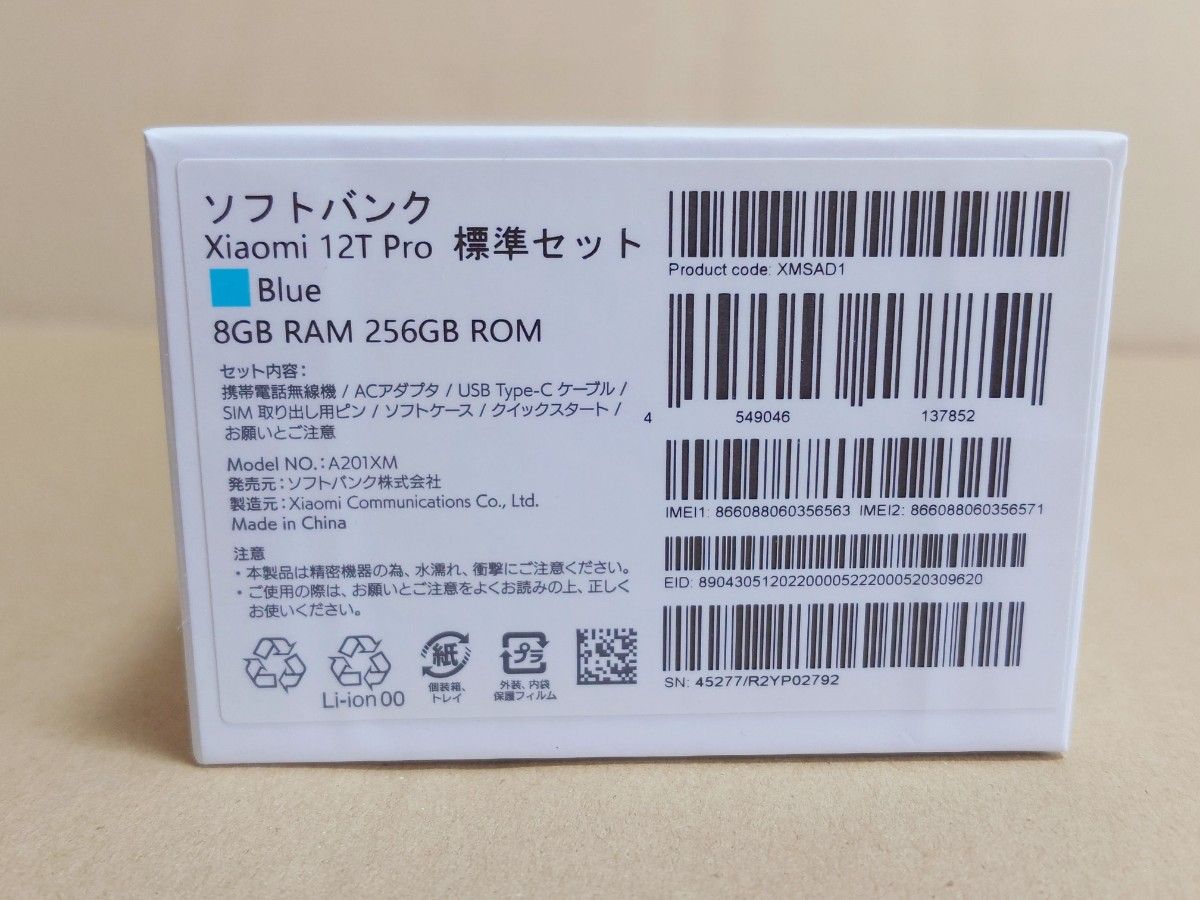 ソフトバンク
Xiaomi 12T Pro 標準セット
Blue
8GB RAM 256GB ROM
セット内容：
携帯電話無線機 / ACアダプタ / USB Type-C ケーブル /
SIM 取り出し用ピン / ソフトケース / クイックスタート /
お願いとご注意
Model NO.：A201XM
発売元：ソフトバンク株式会社
製造元：Xiaomi Communications Co., Ltd.
Made in China
注意
・本製品は精密機器の為、水濡れ、衝撃にご注意ください。
・ご使用の際は、お願いとご注意をよくお読みの上、正しく
お使いください。
Li-ion 00
紙
個装箱、
トレイ
プラ
外装、内袋
保護フィルム
Product code: XMSAD1
4 549046 137852
IMEI1: 866088060356563 IMEI2: 866088060356571
EID: 89043051202200005222000520309620
SN: 45277/R2YP02792